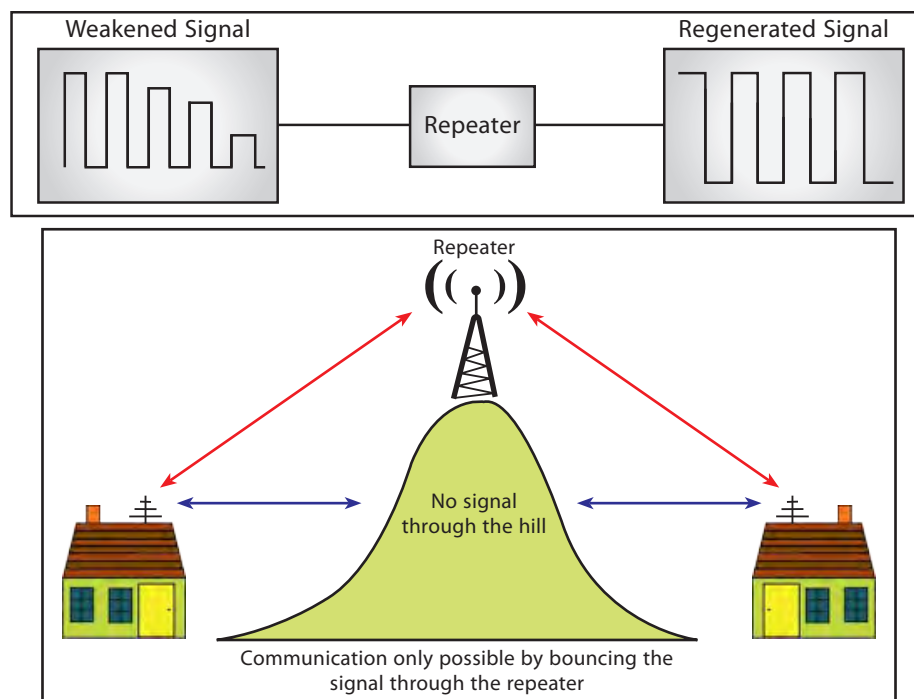 Weakened Signal
Regenerated Signal
Repeater
Repeater
No signal
through the hill
Communication only possible by bouncing the
signal through the repeater